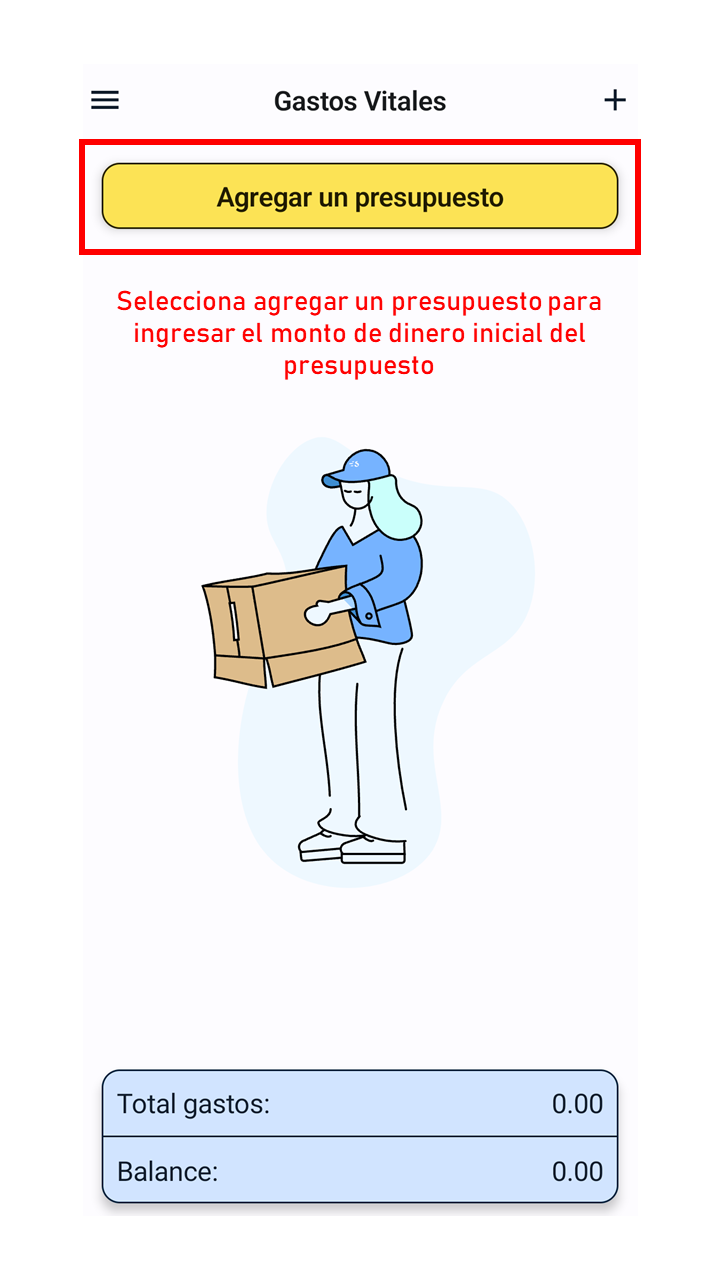 Gastos Vitales
Agregar un presupuesto
Selecciona agregar un presupuesto para
ingresar el monto de dinero inicial del
presupuesto
Total gastos: 0.00
Balance: 0.00